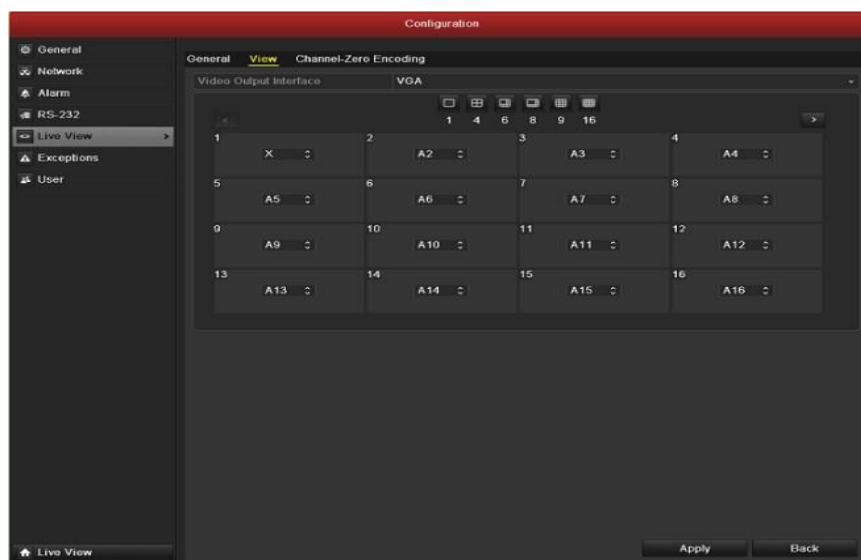 Configuration
General
Network
Alarm
RS-232
Live View >
Exceptions
User
General View Channel-Zero Encoding
Video Output Interface VGA
1 4 6 8 9 16
< >
1 2 3 4
X A2 A3 A4
5 6 7 8
A5 A6 A7 A8
9 10 11 12
A9 A10 A11 A12
13 14 15 16
A13 A14 A15 A16
Live View
Apply Back